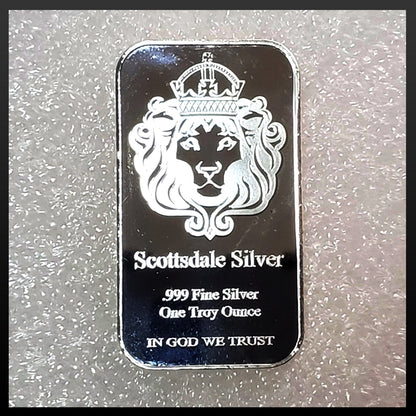 Scottsdale Silver
.999 Fine Silver
One Troy Ounce
IN GOD WE TRUST